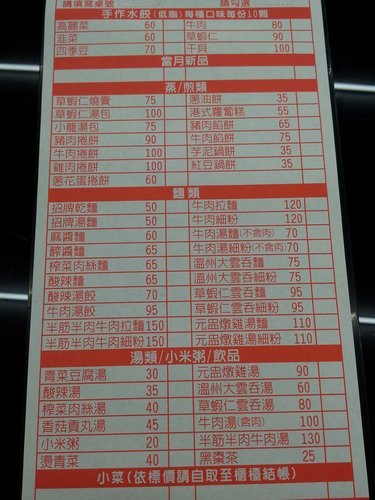 請填寫桌號 請勾選
手作水餃(低脂)每種口味每份10顆
高麗菜 60 牛肉 80
韭菜 60 草蝦仁 90
四季豆 70 干貝 100
當月新品
蒸/煎類
草蝦仁燒賣 75 蔥油餅 35
草蝦仁湯包 100 港式蘿蔔糕 55
小龍湯包 75 豬肉餡餅 65
豬肉捲餅 90 牛肉餡餅 75
牛肉捲餅 100 芋泥鍋餅 110
雞肉捲餅 100 紅豆鍋餅 110
蔥花蛋捲餅 60
麵類
招牌乾麵 50 牛肉拉麵 120
招牌湯麵 50 牛肉細粉 120
麻醬麵 60 牛肉湯麵(不含肉) 70
酢醬麵 65 牛肉湯細粉(不含肉) 70
榨菜肉絲麵 65 溫州大雲吞麵 75
酸辣麵 65 溫州大雲吞細粉 75
酸辣湯餃 70 草蝦仁雲吞麵 95
牛肉湯餃 95 草蝦仁雲吞細粉 95
半筋半肉牛肉拉麵 150 元盅燉雞湯麵 110
半筋半肉牛肉細粉 150 元盅燉雞湯細粉 110
湯類/小米粥/飲品
青菜豆腐湯 30 元盅燉雞湯 90
酸辣湯 35 溫州大雲吞湯 60
榨菜肉絲湯 40 草蝦仁雲吞湯 80
香菇貢丸湯 45 牛肉湯(含肉) 100
小米粥 20 半筋半肉牛肉湯 130
燙青菜 40 黑棗茶 25
小菜(依標價請自取至櫃檯結帳)